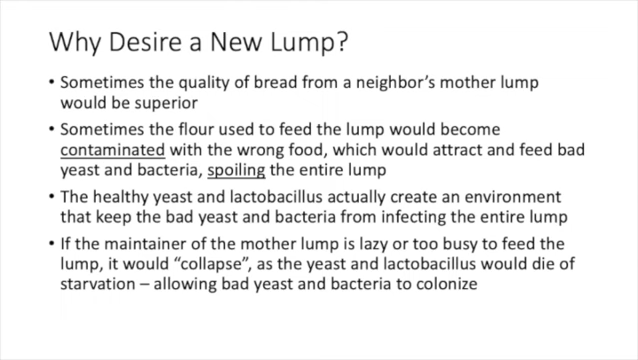 Why Desire a New Lump?
• Sometimes the quality of bread from a neighbor's mother lump
would be superior
• Sometimes the flour used to feed the lump would become
contaminated with the wrong food, which would attract and feed bad
yeast and bacteria, spoiling the entire lump
• The healthy yeast and lactobacillus actually create an environment
that keep the bad yeast and bacteria from infecting the entire lump
• If the maintainer of the mother lump is lazy or too busy to feed the
lump, it would “collapse”, as the yeast and lactobacillus would die of
starvation – allowing bad yeast and bacteria to colonize